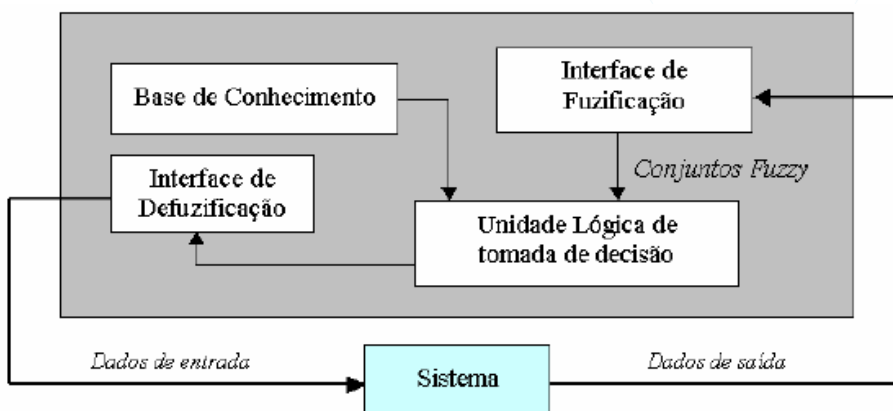 Base de Conhecimento
Interface de
Fuzificação
Conjuntos Fuzzy
Interface de
Defuzificação
Unidade Lógica de
tomada de decisão
Dados de entrada
Sistema
Dados de saída